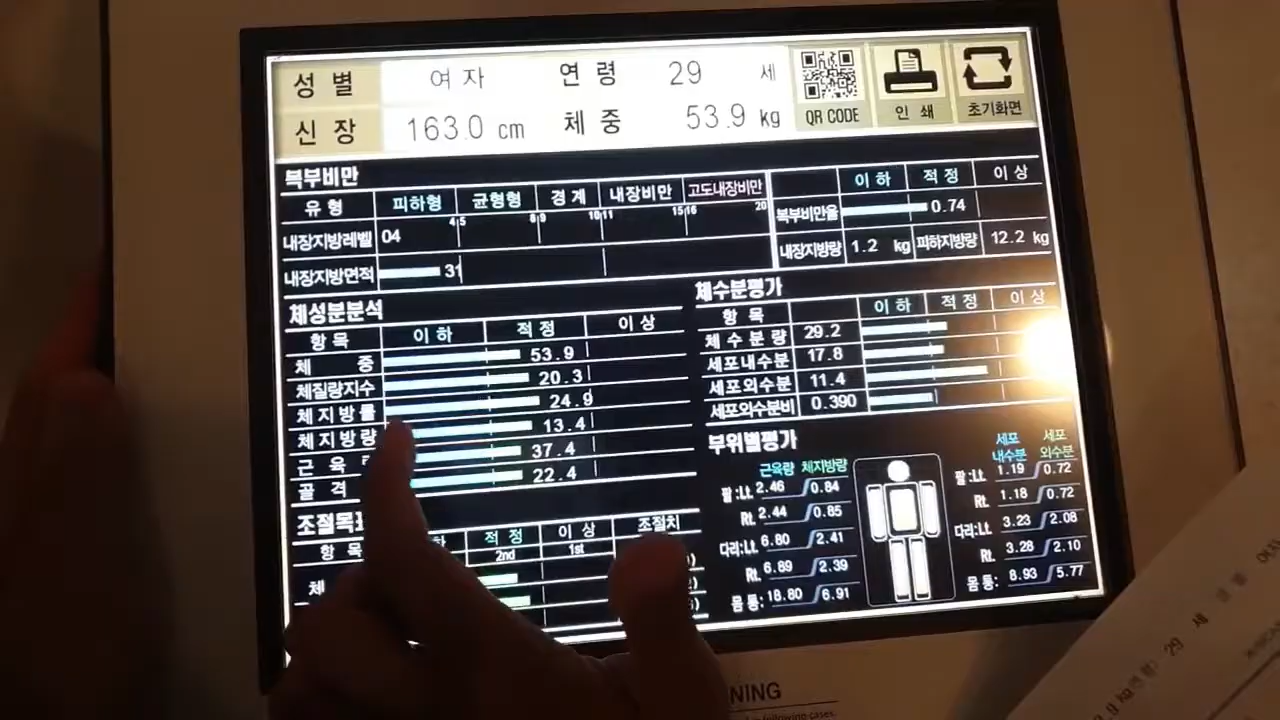 성 별 여 자 연 령 29 세
신 장 163.0 cm 체 중 53.9 kg
QR CODE 인 쇄 초기화면
복부비만
유 형 피하형 균형형 경 계 내장비만 고도내장비만
4 5 8 9 10 11 15 16 20
내장지방레벨 04
내장지방면적 31
이 하 적 정 이 상
복부비만율 0.74
내장지방량 1.2 kg 피하지방량 12.2 kg
체성분분석
항 목 이 하 적 정 이 상
체 중 53.9
체질량지수 20.3
체 지 방 률 24.9
체 지 방 량 13.4
근 육 37.4
골 격 22.4
체수분평가
항 목 이 하 적 정 이 상
체 수 분 량 29.2
세포내수분 17.8
세포외수분 11.4
세포외수분비 0.390
조절목표
항 목 하 적 정 이 상 조절치
2nd 1st
체
부위별평가
근육량 체지방량
팔:Lt. 2.46 / 0.84
Rt. 2.44 / 0.85
다리:Lt. 6.80 / 2.41
Rt. 6.89 / 2.39
몸 통: 18.80 / 6.91
세포내수분 세포외수분
팔:Lt. 1.19 / 0.72
Rt. 1.18 / 0.72
다리:Lt. 3.23 / 2.08
Rt. 3.28 / 2.10
몸 통: 8.93 / 5.77
NING
following cases.
29 세